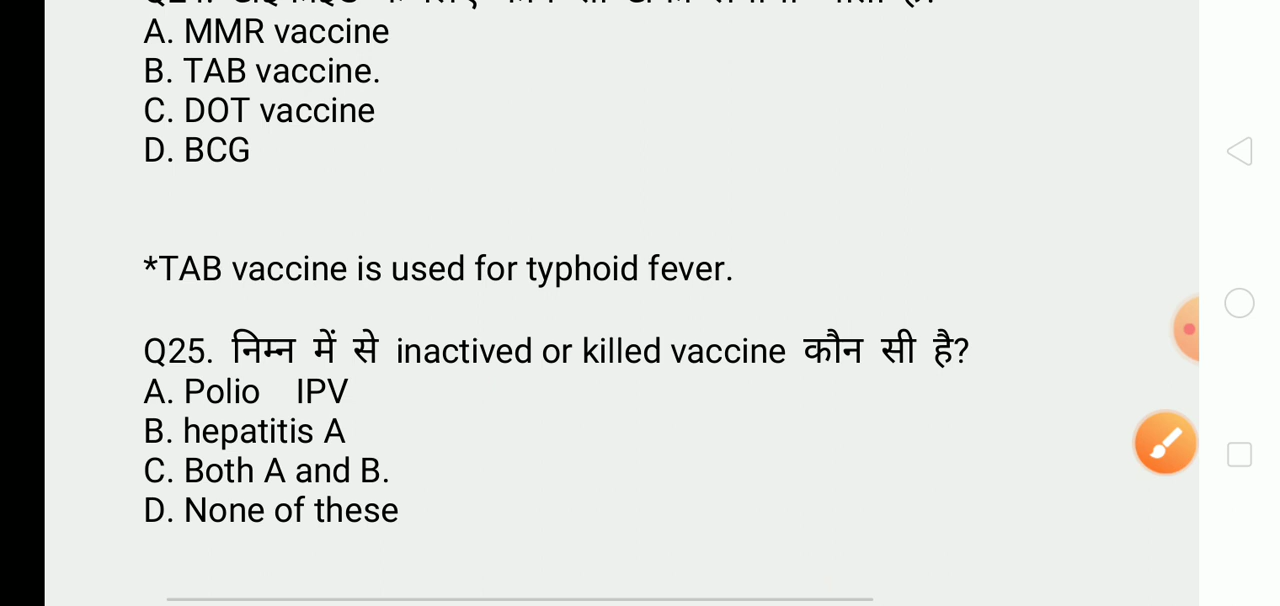 A. MMR vaccine
B. TAB vaccine.
C. DOT vaccine
D. BCG
*TAB vaccine is used for typhoid fever.
Q25. निम्न में से inactived or killed vaccine कौन सी है?
A. Polio IPV
B. hepatitis A
C. Both A and B.
D. None of these